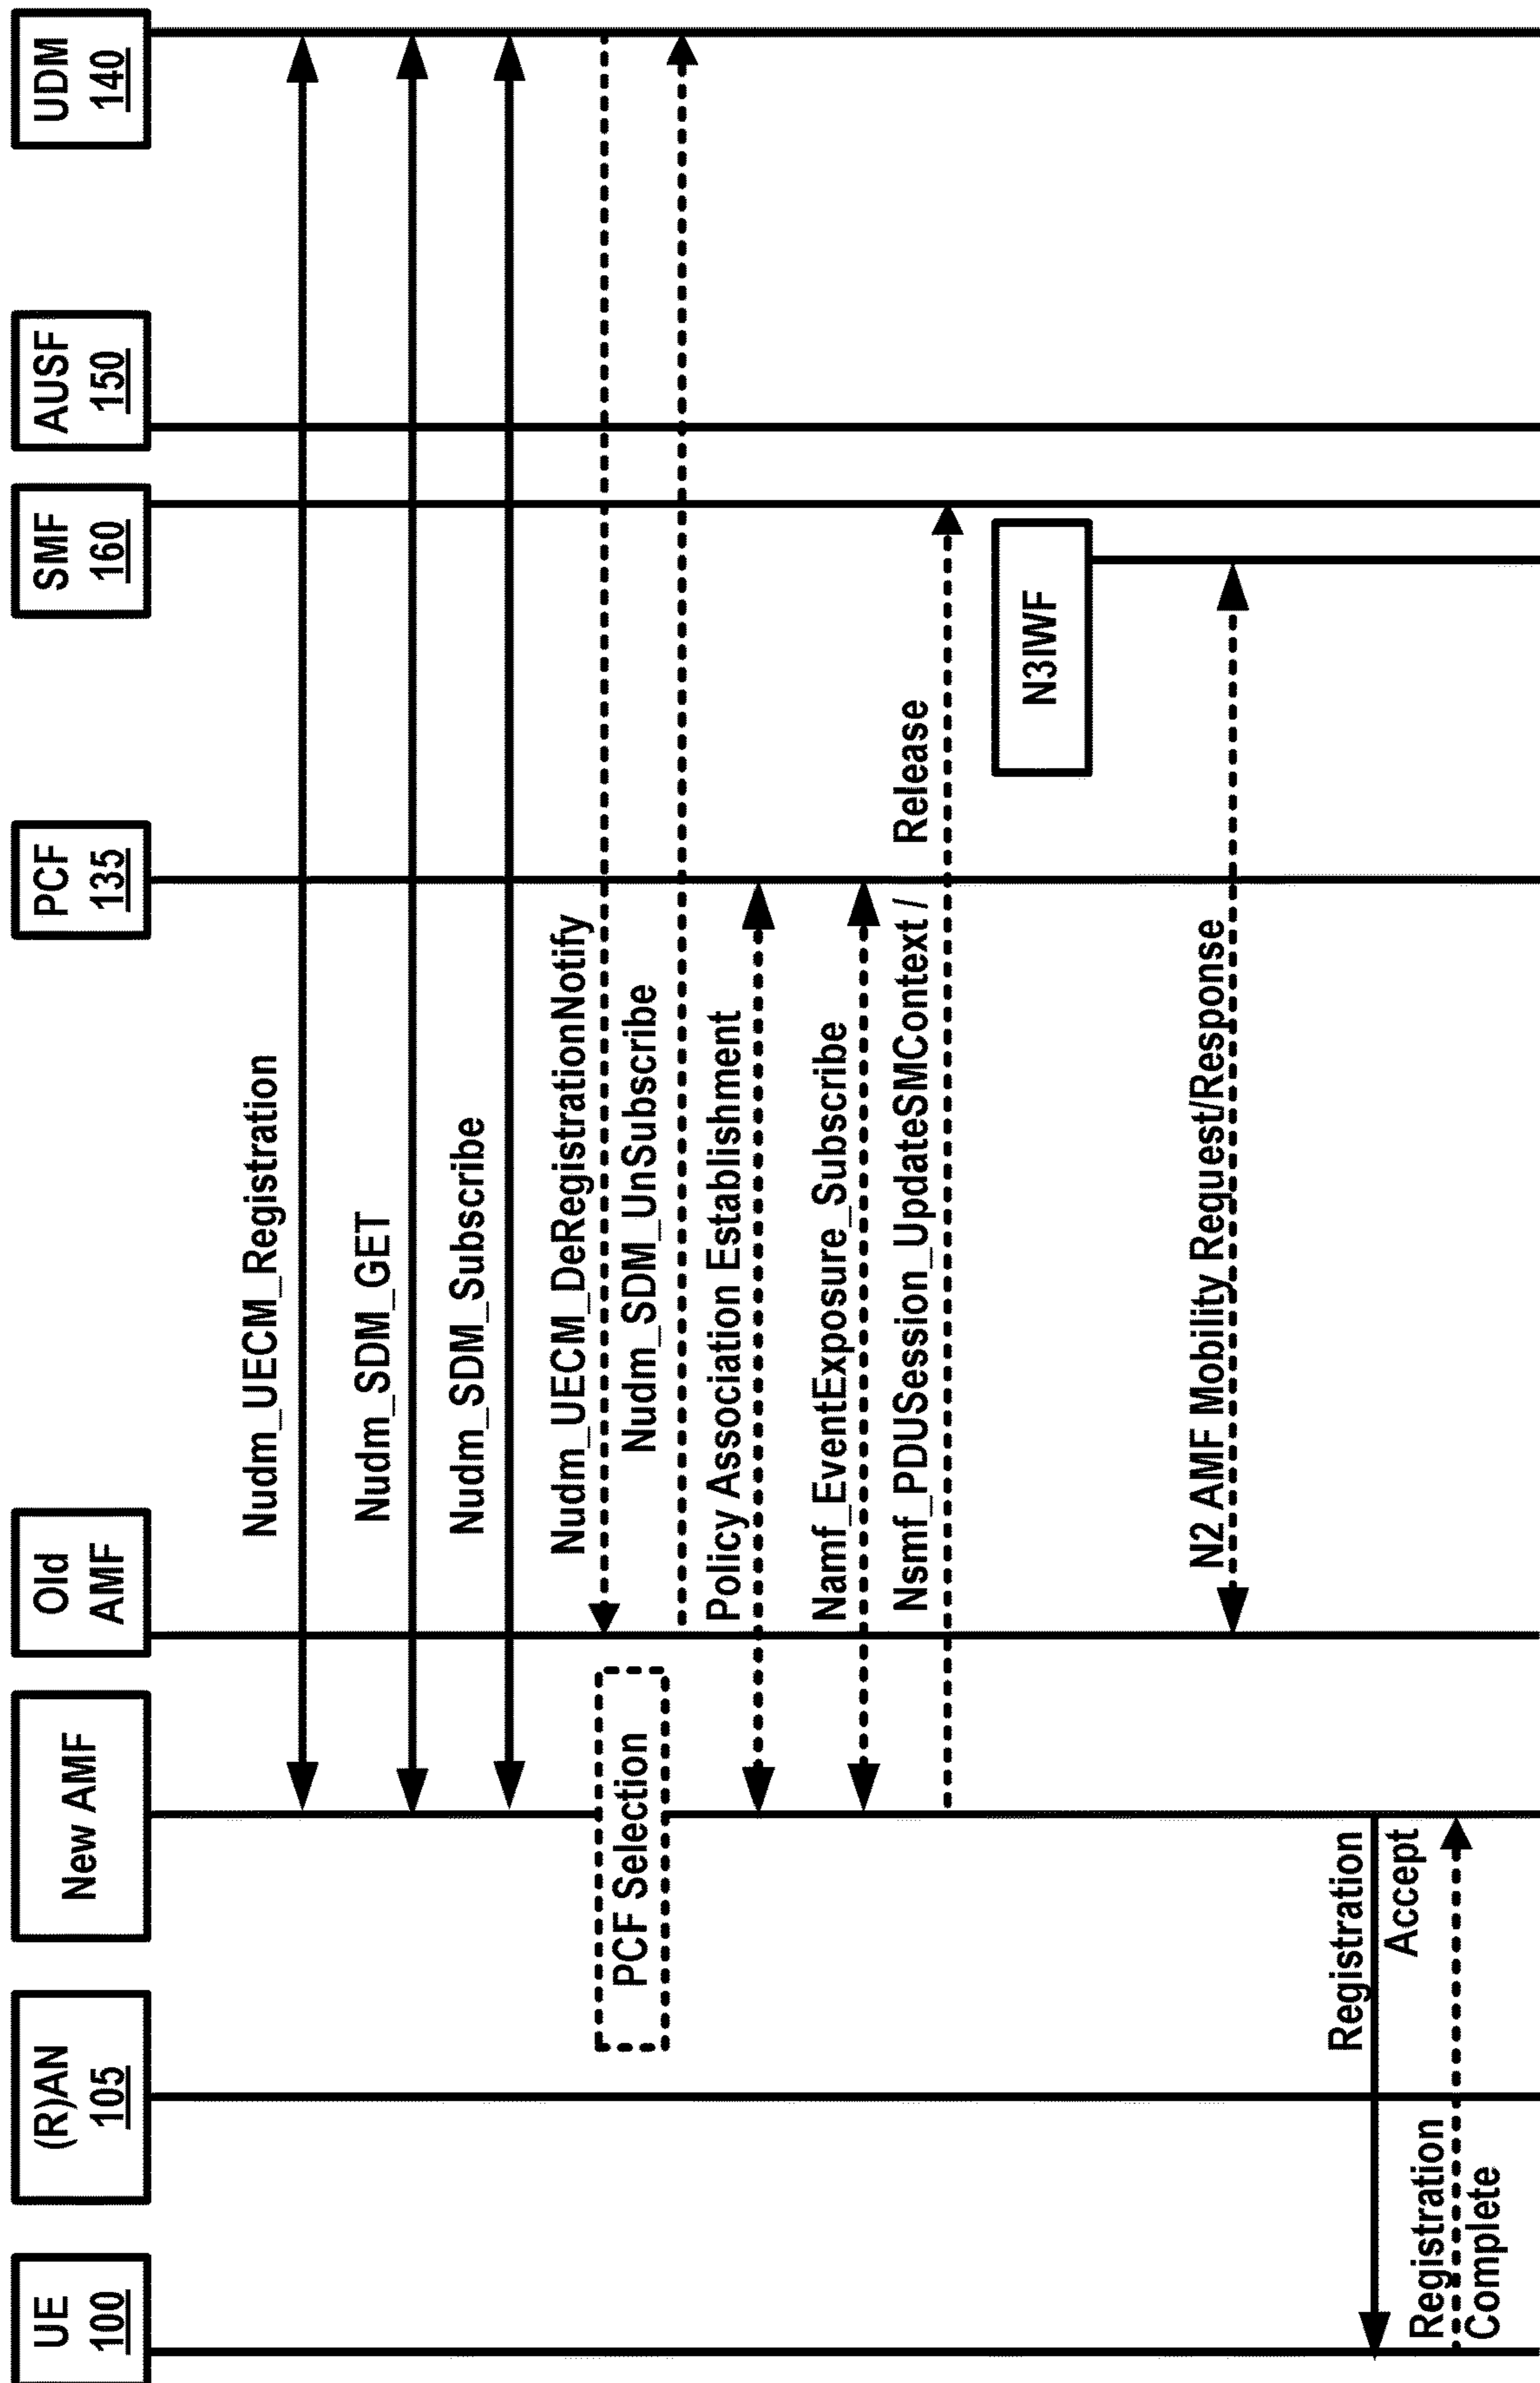 UE
100
(R)AN
105
New AMF
Old
AMF
PCF
135
SMF
160
AUSF
150
UDM
140
Nudm_UECM_Registration
Nudm_SDM_GET
Nudm_SDM_Subscribe
Nudm_UECM_DeRegistrationNotify
PCF Selection
Nudm_SDM_UnSubscribe
Policy Association Establishment
Namf_EventExposure_Subscribe
Nsmf_PDUSession_UpdateSMContext / Release
N3IWF
N2 AMF Mobility Request/Response
Registration
Accept
Registration
Complete